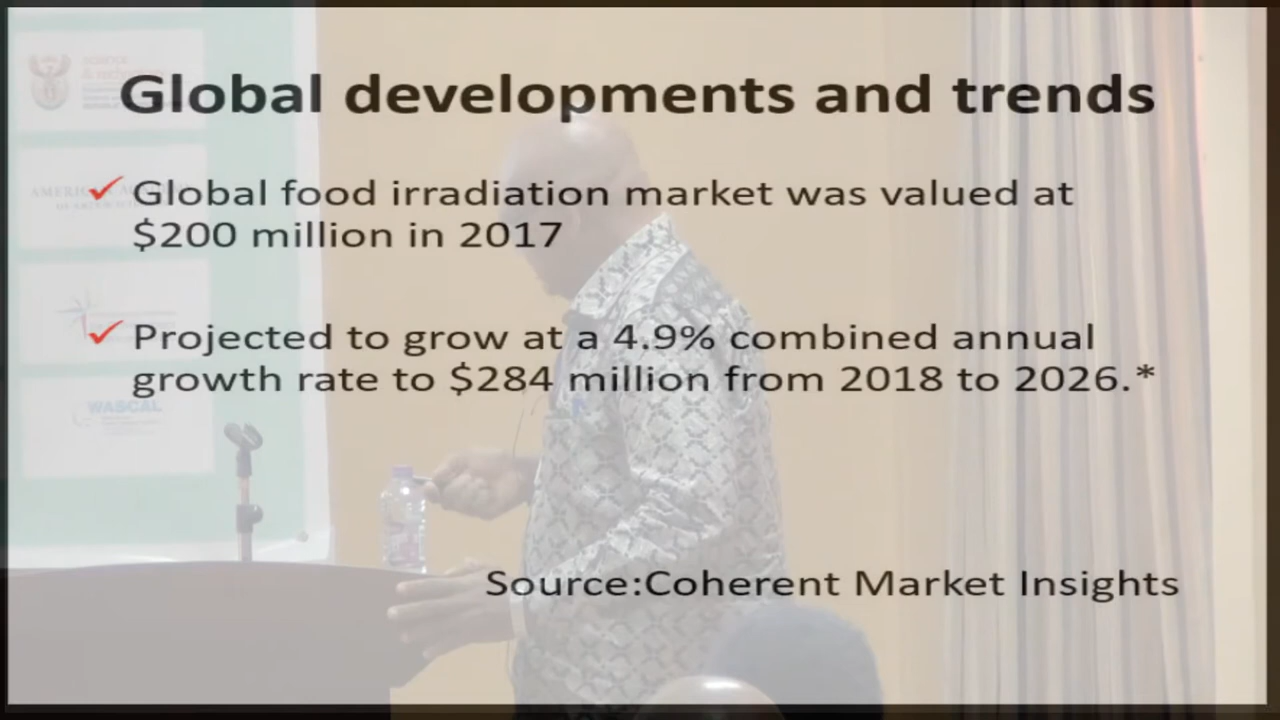 Global developments and trends
Global food irradiation market was valued at
$200 million in 2017
Projected to grow at a 4.9% combined annual
growth rate to $284 million from 2018 to 2026.*
WASCAL
Source:Coherent Market Insights